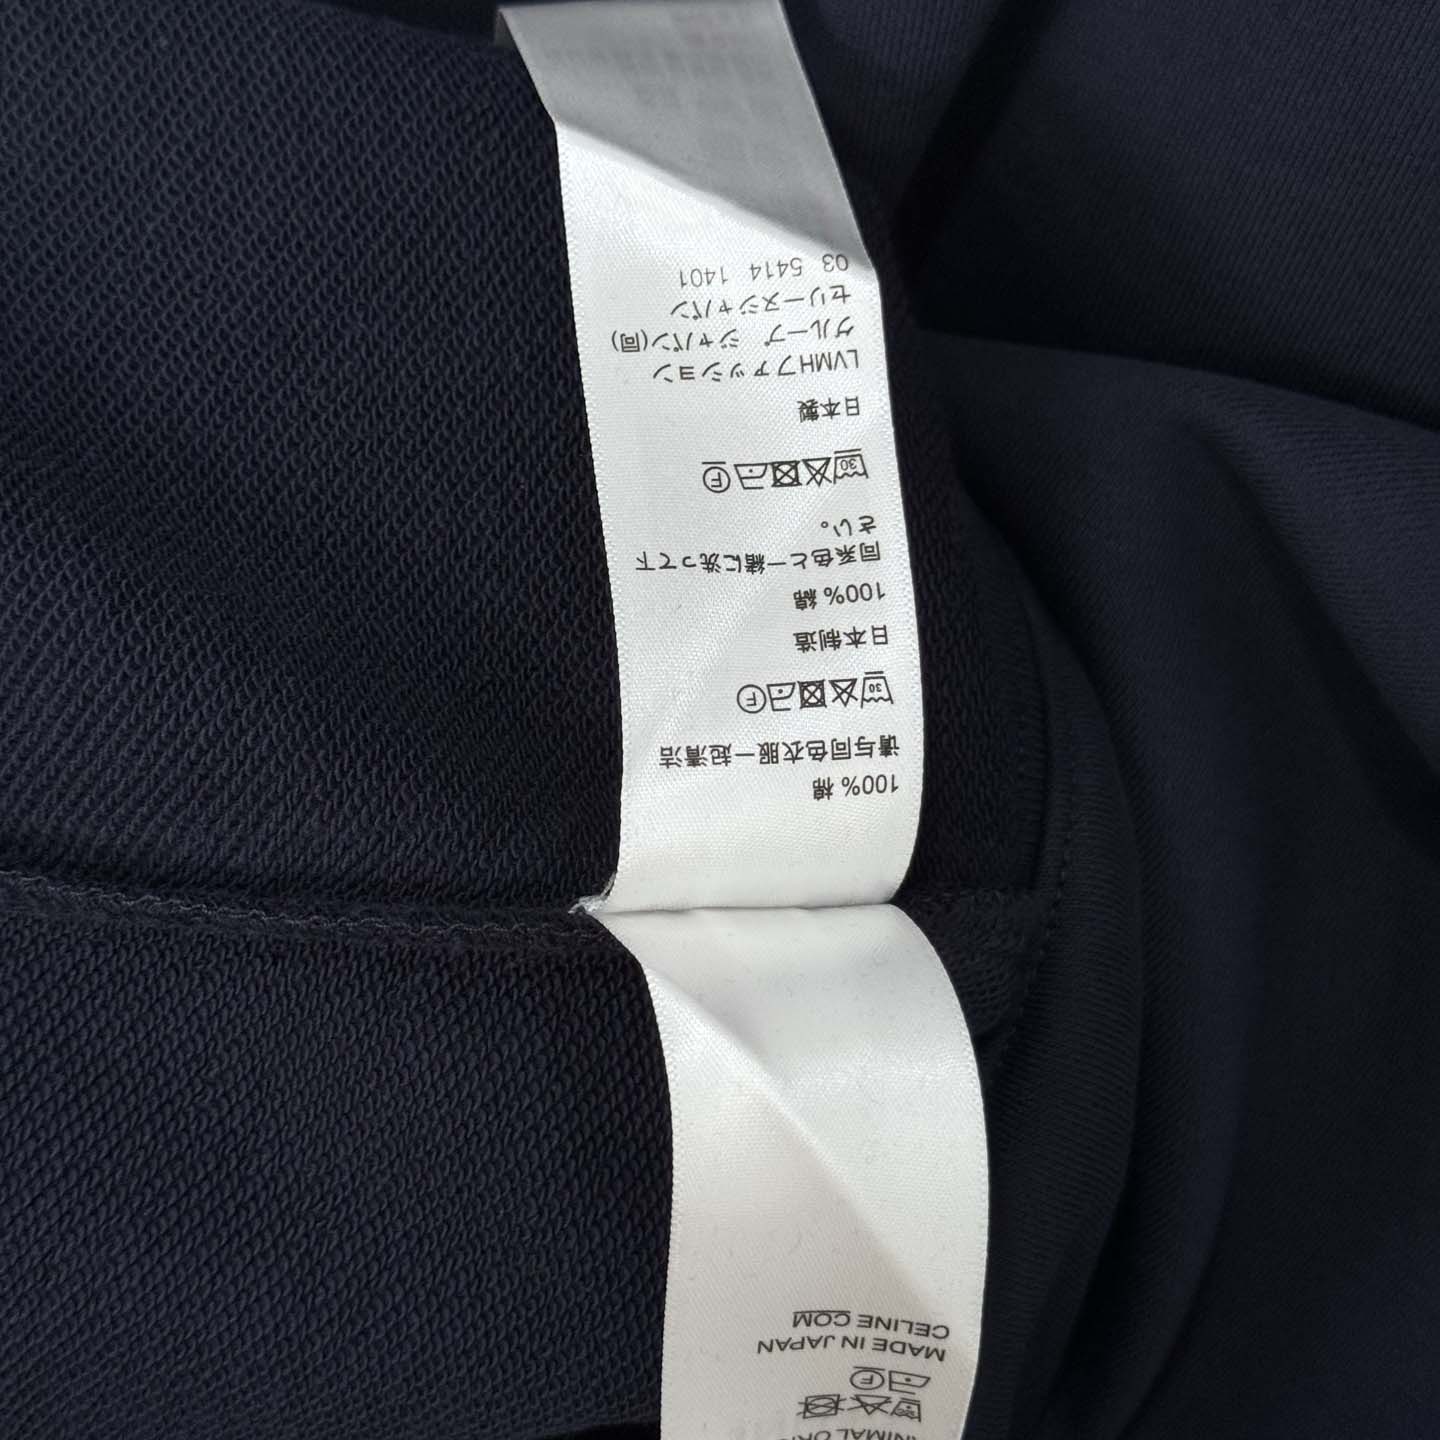 100% 棉
请与同色衣服一起清洁
30
F
日本制造
100% 綿
同系色と一緒に洗って下
さい。
30
F
日本製
LVMHファッション
グループ ジャパン(同)
セリーヌジャパン
03 5414 1401
F
MADE IN JAPAN
CELINE COM